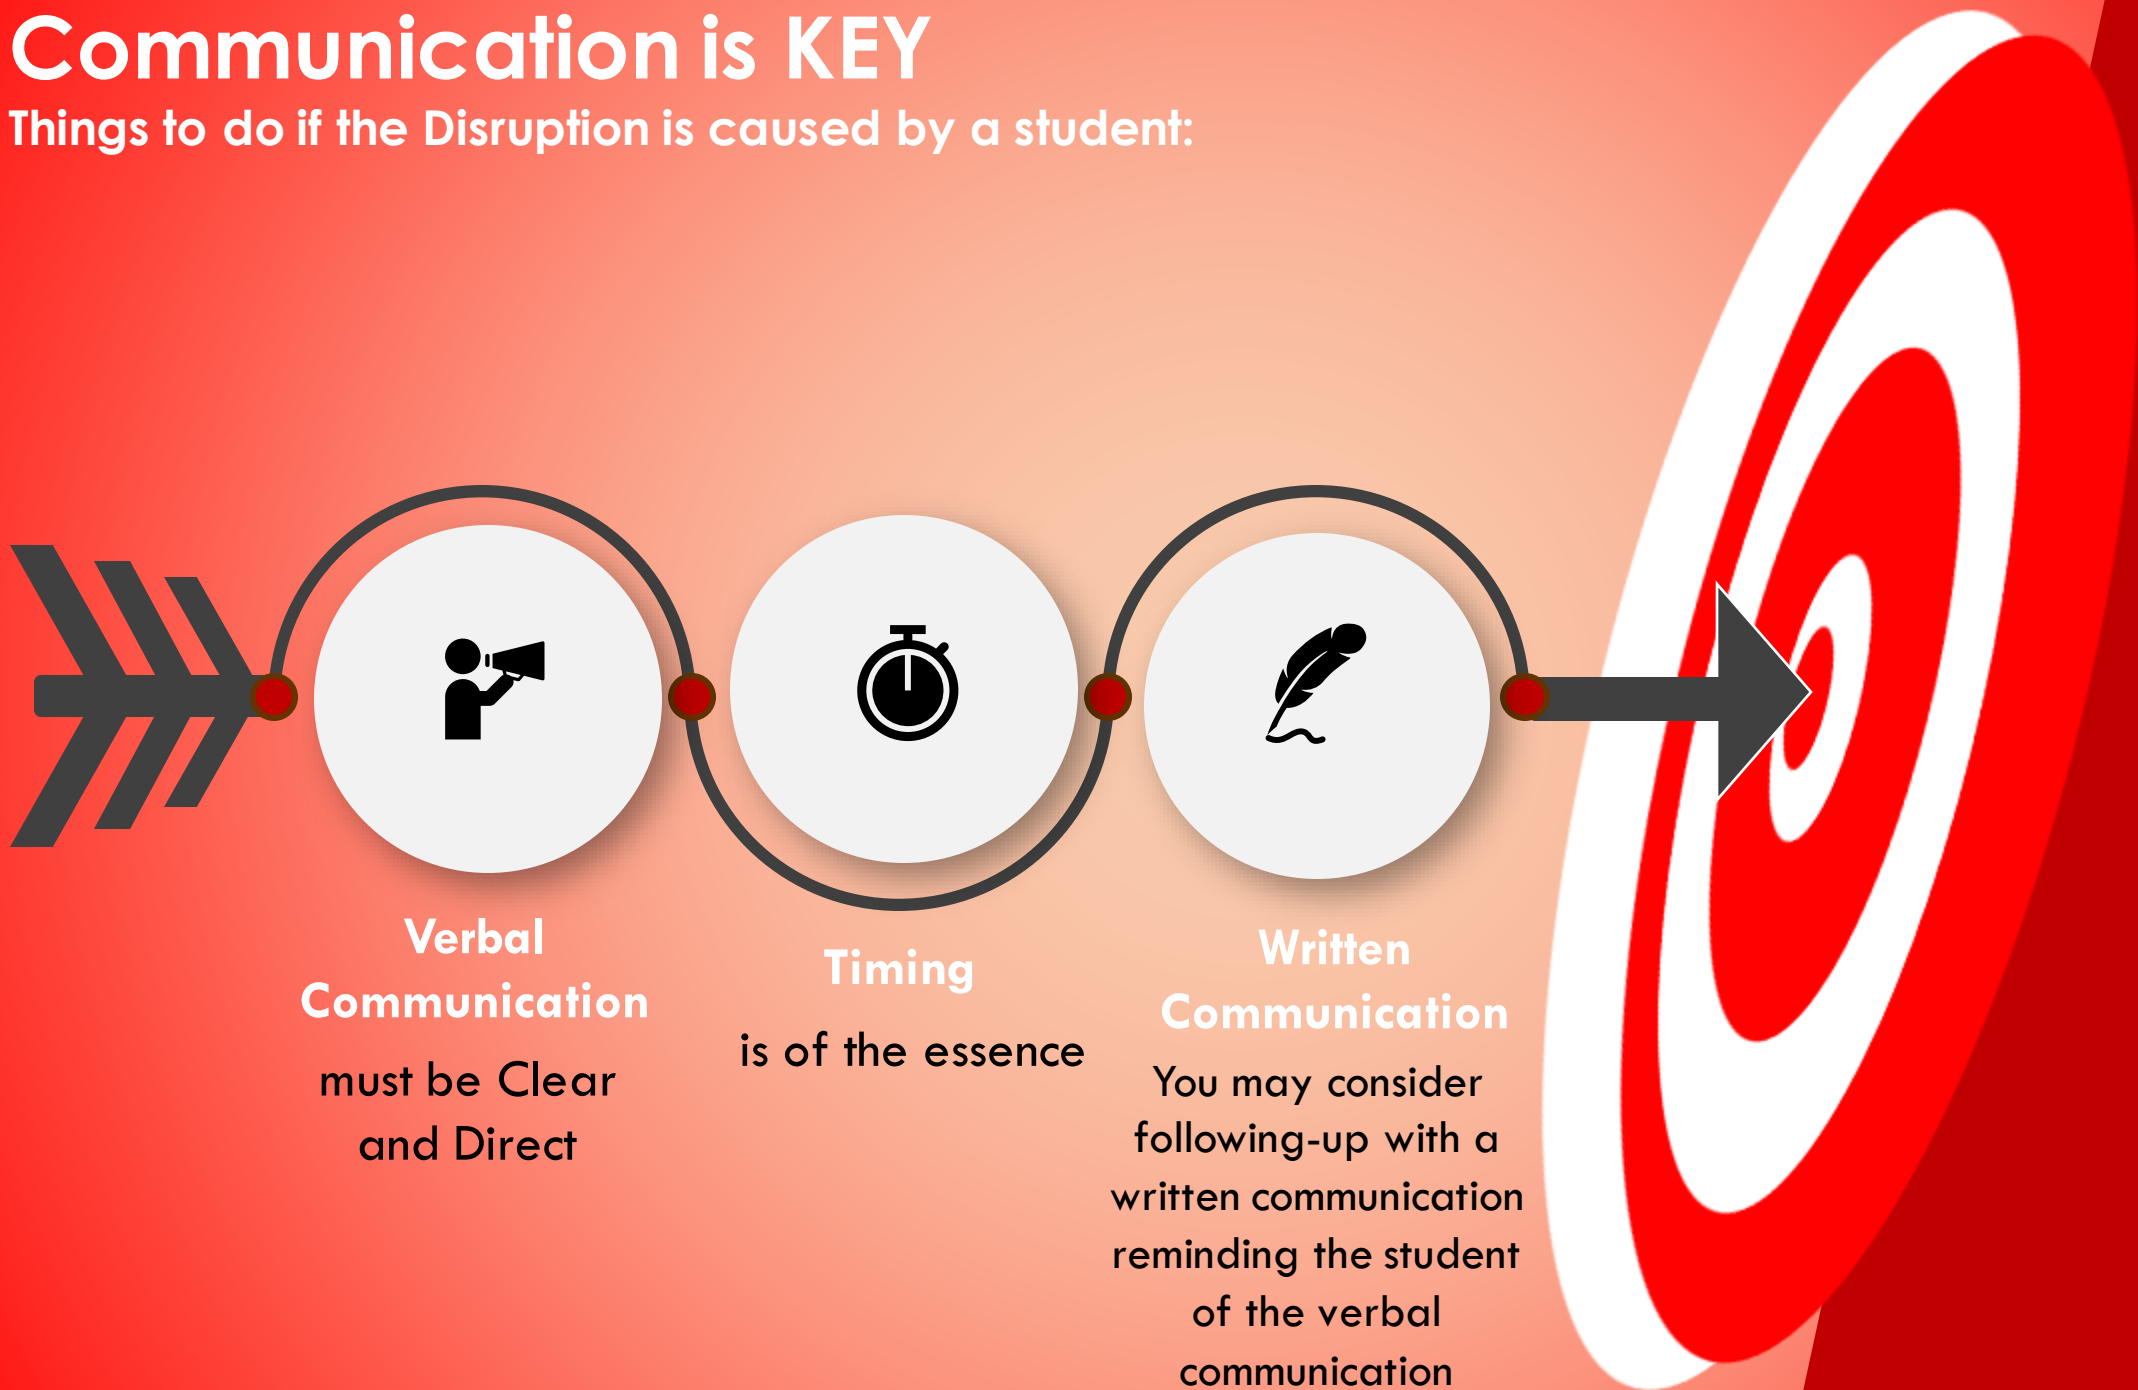 Communication is KEY
Things to do if the Disruption is caused by a student:
Verbal
Communication
must be Clear
and Direct
Timing
is of the essence
Written
Communication
You may consider
following-up with a
written communication
reminding the student
of the verbal
communication